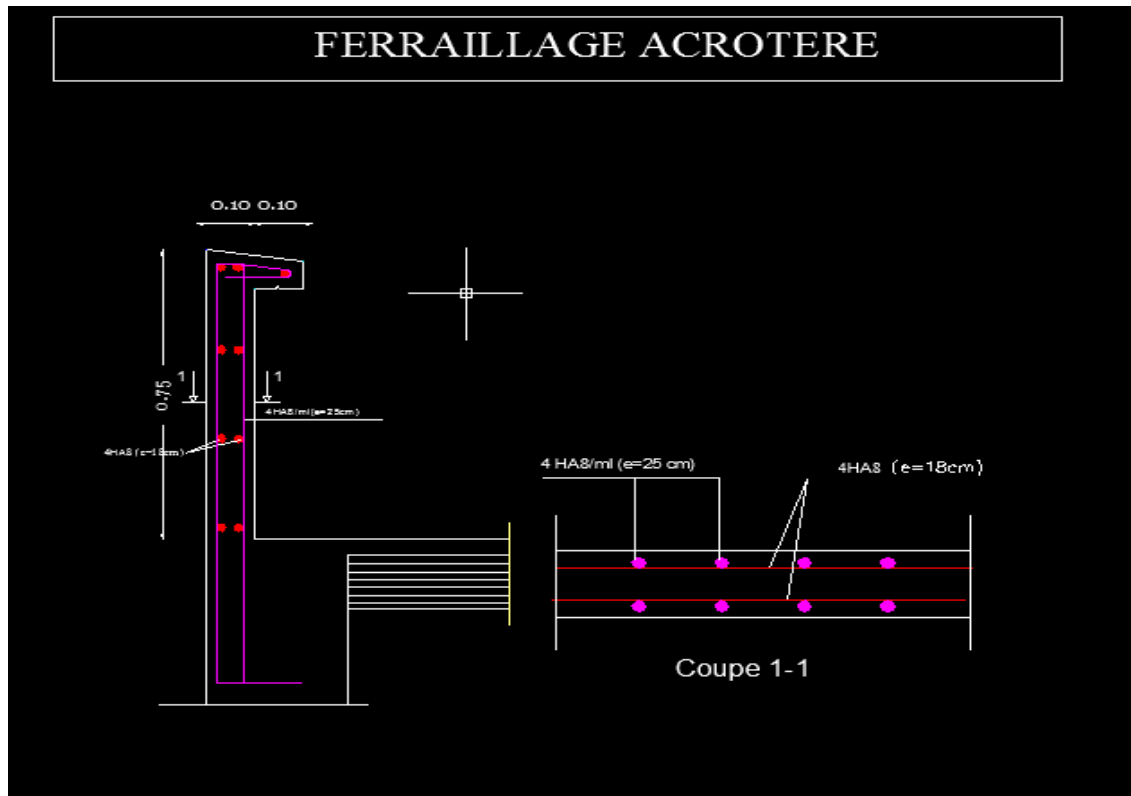 FERRAILLAGE ACROTERE
0.10 0.10
0.75
1 1
4HA8/ml(e=25cm)
4HA8 (e=18cm)
4 HA8/ml (e=25 cm)
4HA8 (e=18cm)
Coupe 1-1